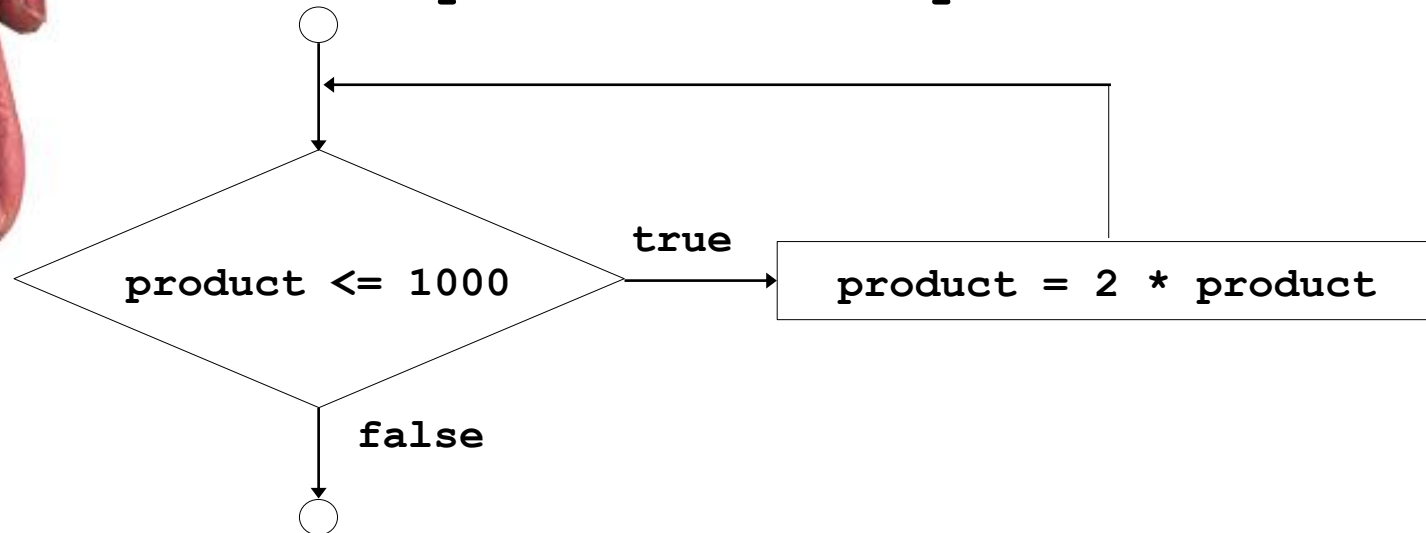 true
product <= 1000
product = 2 * product
false